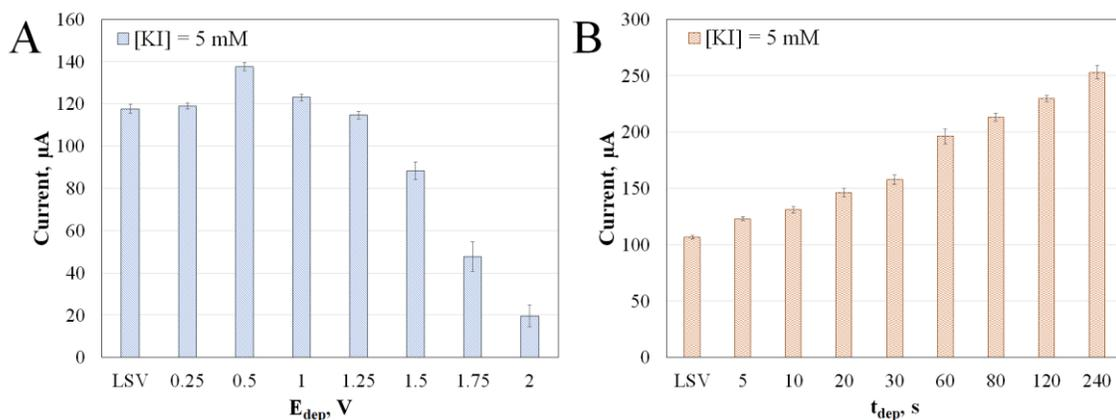 A
[KI] = 5 mM
Current, µA
160
140
120
100
80
60
40
20
0
LSV 0.25 0.5 1 1.25 1.5 1.75 2
E_dep, V
B
[KI] = 5 mM
Current, µA
300
250
200
150
100
50
0
LSV 5 10 20 30 60 80 120 240
t_dep, s